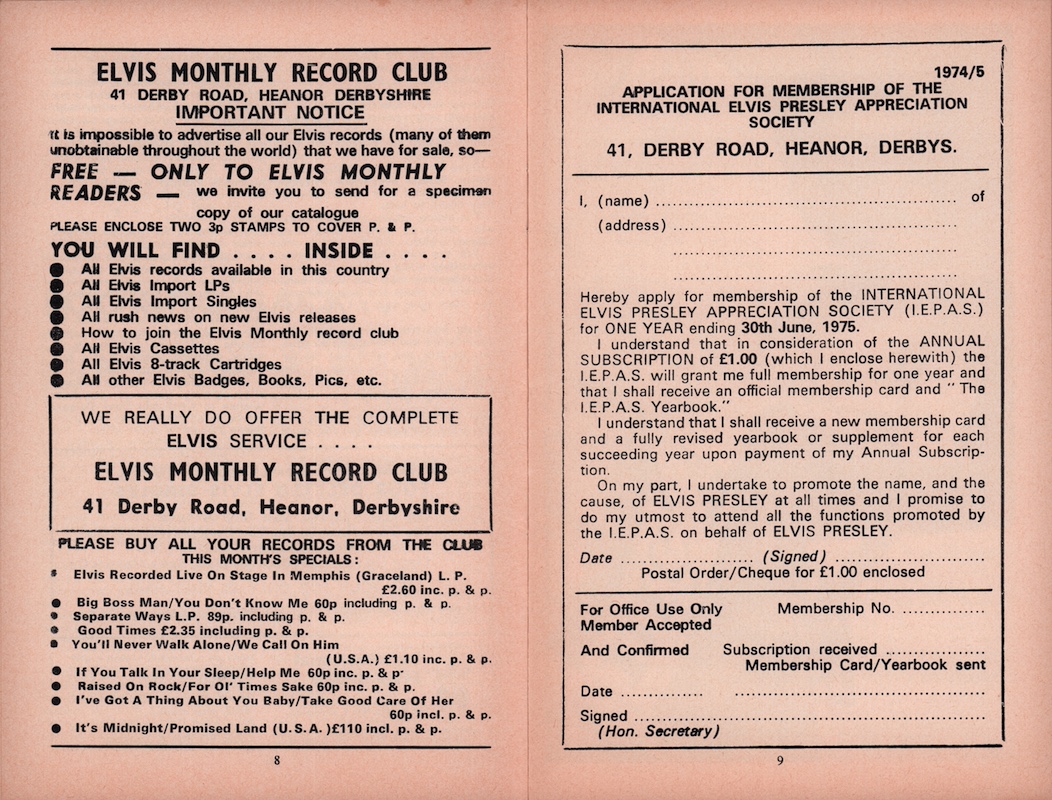 ELVIS MONTHLY RECORD CLUB
41 DERBY ROAD, HEANOR DERBYSHIRE
IMPORTANT NOTICE
It is impossible to advertise all our Elvis records (many of them
unobtainable throughout the world) that we have for sale, so—
FREE — ONLY TO ELVIS MONTHLY
READERS — we invite you to send for a specimen
copy of our catalogue
PLEASE ENCLOSE TWO 3p STAMPS TO COVER P. & P.
YOU WILL FIND . . . . INSIDE . . . .
● All Elvis records available in this country
● All Elvis Import LPs
● All Elvis Import Singles
● All rush news on new Elvis releases
● How to join the Elvis Monthly record club
● All Elvis Cassettes
● All Elvis 8-track Cartridges
● All other Elvis Badges, Books, Pics, etc.
WE REALLY DO OFFER THE COMPLETE
ELVIS SERVICE . . . .
ELVIS MONTHLY RECORD CLUB
41 Derby Road, Heanor, Derbyshire
PLEASE BUY ALL YOUR RECORDS FROM THE CLUB
THIS MONTH'S SPECIALS:
● Elvis Recorded Live On Stage In Memphis (Graceland) L. P.
£2.60 inc. p. & p.
● Big Boss Man/You Don't Know Me 60p including p. & p.
● Separate Ways L.P. 89p. including p. & p.
● Good Times £2.35 including p. & p.
● You'll Never Walk Alone/We Call On Him
(U.S.A.) £1.10 inc. p. & p.
● If You Talk In Your Sleep/Help Me 60p inc. p. & p.
● Raised On Rock/For Ol' Times Sake 60p inc. p. & p.
● I've Got A Thing About You Baby/Take Good Care Of Her
60p incl. p. & p.
● It's Midnight/Promised Land (U.S.A.)£110 incl. p. & p.
8
1974/5
APPLICATION FOR MEMBERSHIP OF THE
INTERNATIONAL ELVIS PRESLEY APPRECIATION
SOCIETY
41, DERBY ROAD, HEANOR, DERBYS.
I, (name) .................................................. of
(address) ..................................................
..................................................
..................................................
Hereby apply for membership of the INTERNATIONAL
ELVIS PRESLEY APPRECIATION SOCIETY (I.E.P.A.S.)
for ONE YEAR ending 30th June, 1975.
I understand that in consideration of the ANNUAL
SUBSCRIPTION of £1.00 (which I enclose herewith) the
I.E.P.A.S. will grant me full membership for one year and
that I shall receive an official membership card and "The
I.E.P.A.S. Yearbook."
I understand that I shall receive a new membership card
and a fully revised yearbook or supplement for each
succeeding year upon payment of my Annual Subscrip-
tion.
On my part, I undertake to promote the name, and the
cause, of ELVIS PRESLEY at all times and I promise to
do my utmost to attend all the functions promoted by
the I.E.P.A.S. on behalf of ELVIS PRESLEY.
Date ........................ (Signed) ...........................
Postal Order/Cheque for £1.00 enclosed
For Office Use Only Membership No. ...............
Member Accepted
And Confirmed Subscription received .................
Membership Card/Yearbook sent
Date ............... .............................................
Signed ............................................................
(Hon. Secretary)
9